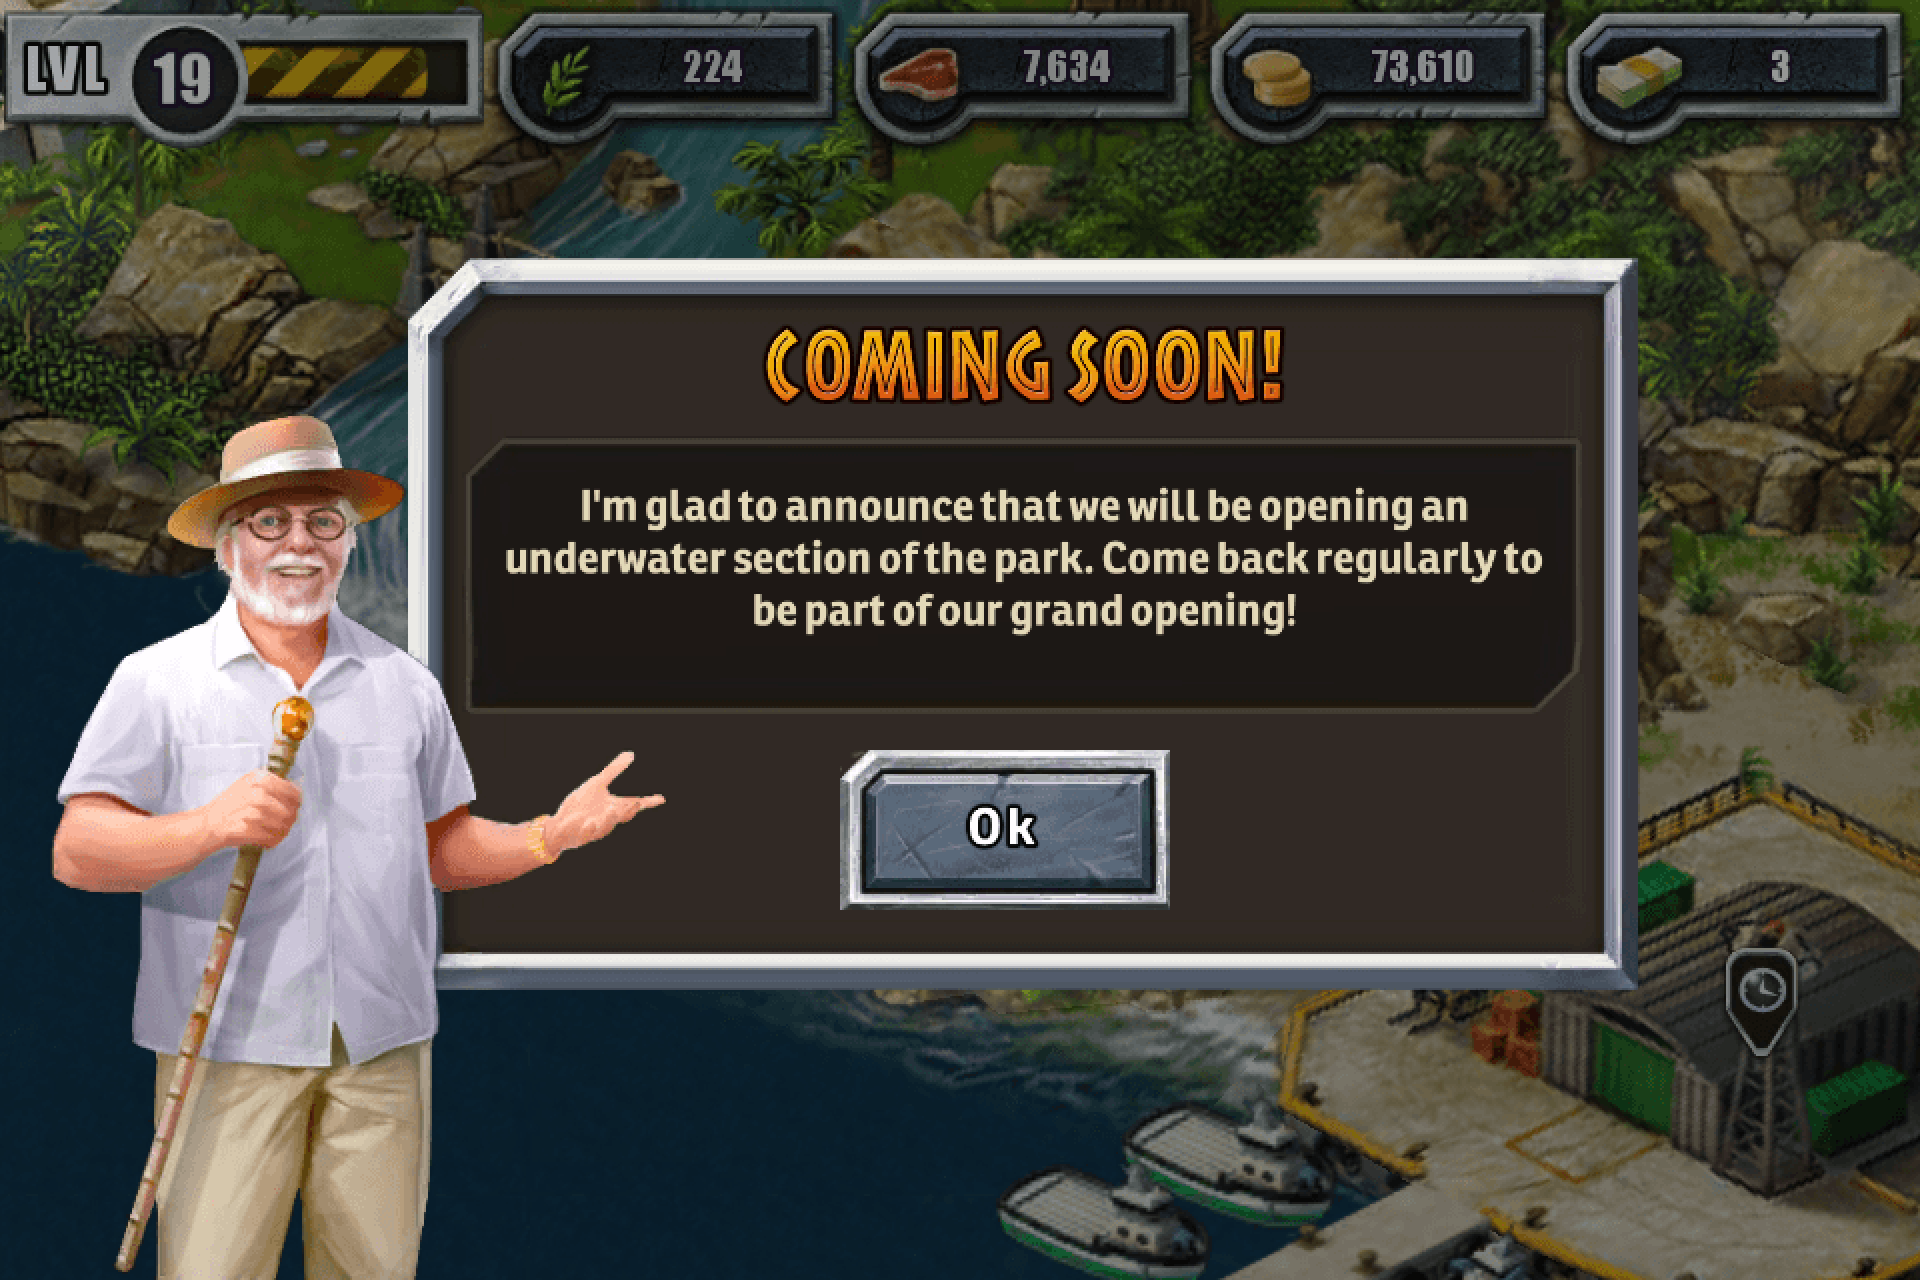 LVL 19 224 7,634 73,610 3
COMING SOON!
I'm glad to announce that we will be opening an
underwater section of the park. Come back regularly to
be part of our grand opening!
Ok